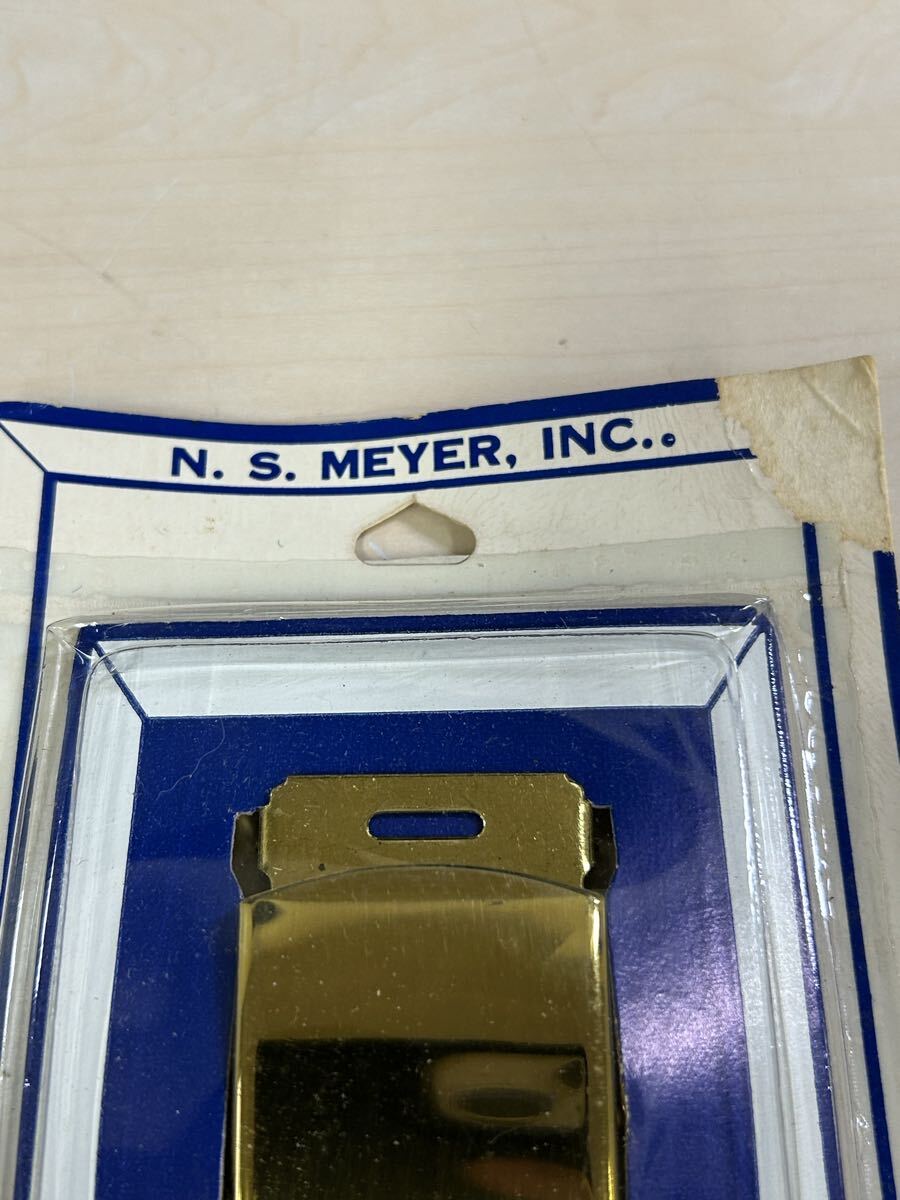 N. S. MEYER, INC..